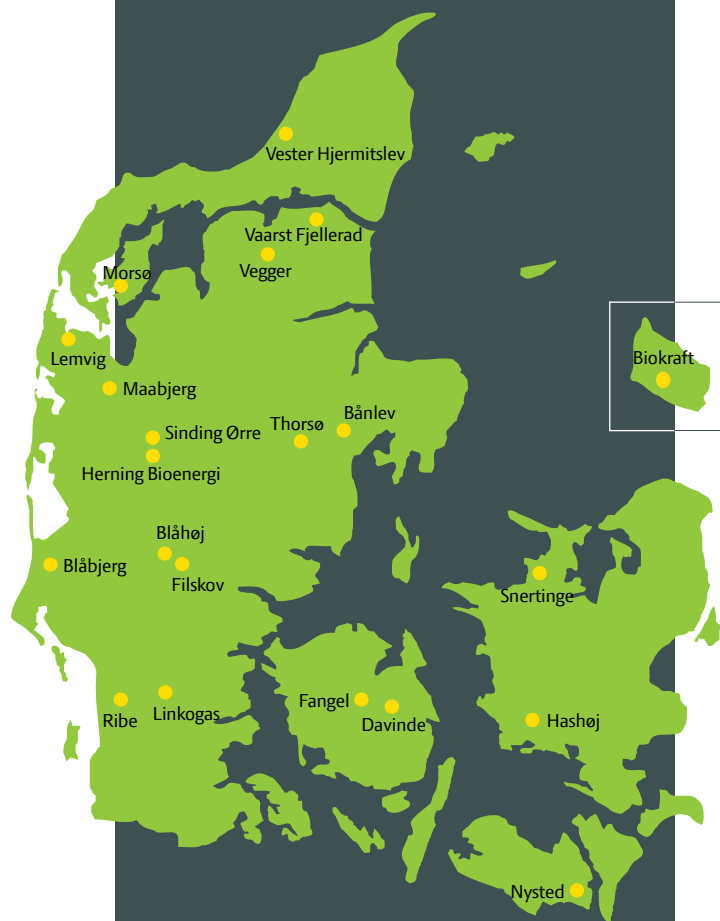 Vester Hjermitslev
Vaarst Fjellerad
Vegger
Morsø
Lemvig
Biokraft
Maabjerg
Bånlev
Thorsø
Sinding Ørre
Herning Bioenergi
Blåhøj
Blåbjerg
Filskov
Snertinge
Fangel
Linkogas
Ribe
Davinde
Hashøj
Nysted